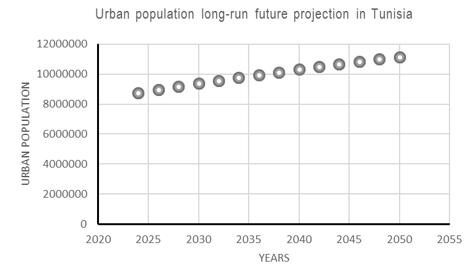 Urban population long-run future projection in Tunisia
12000000
10000000
8000000
6000000
4000000
2000000
0
URBAN POPULATION
2020 2025 2030 2035 2040 2045 2050 2055
YEARS